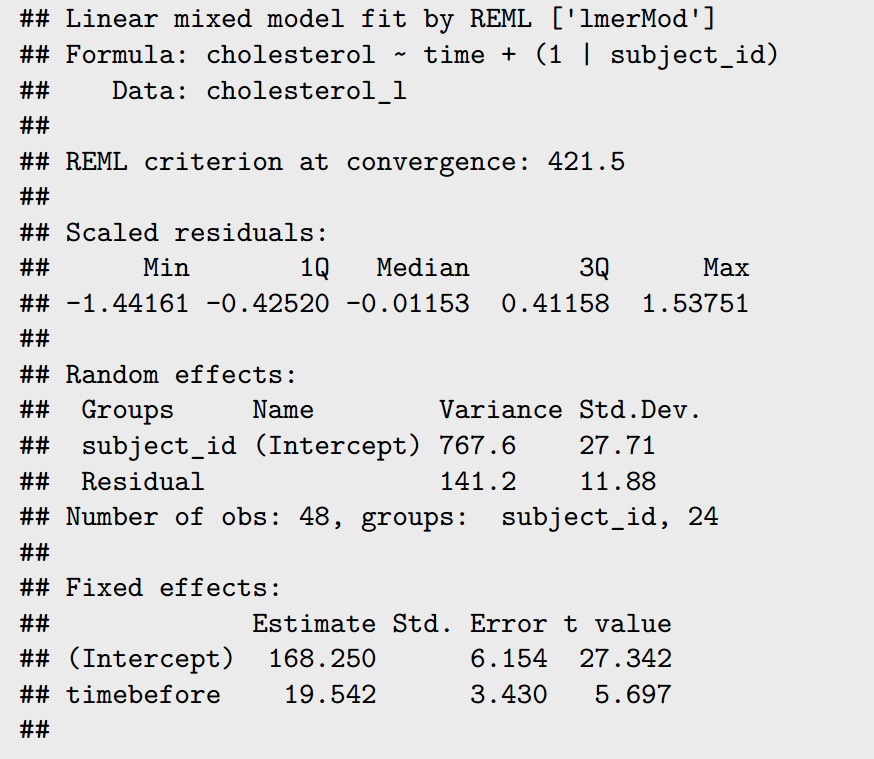 ## Linear mixed model fit by REML ['lmerMod']
## Formula: cholesterol ~ time + (1 | subject_id)
##    Data: cholesterol_l
##
## REML criterion at convergence: 421.5
##
## Scaled residuals:
##      Min       1Q   Median       3Q      Max
## -1.44161 -0.42520 -0.01153  0.41158  1.53751
##
## Random effects:
##  Groups     Name        Variance Std.Dev.
##  subject_id (Intercept) 767.6    27.71
##  Residual               141.2    11.88
## Number of obs: 48, groups:  subject_id, 24
##
## Fixed effects:
##             Estimate Std. Error t value
## (Intercept)  168.250      6.154  27.342
## timebefore    19.542      3.430   5.697
##